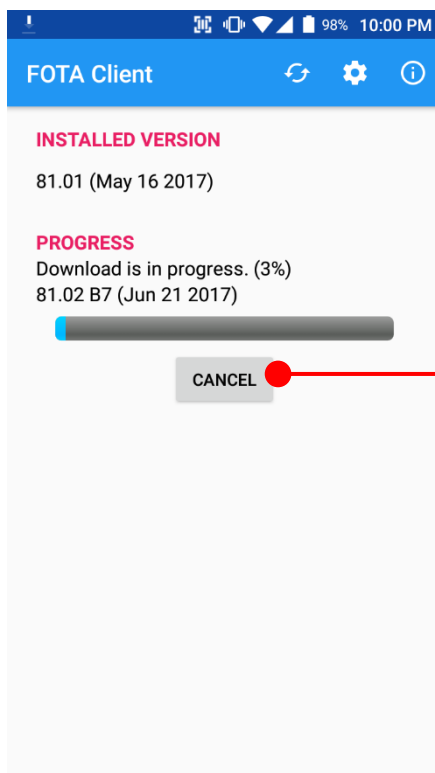 98% 10:00 PM
FOTA Client
INSTALLED VERSION
81.01 (May 16 2017)
PROGRESS
Download is in progress. (3%)
81.02 B7 (Jun 21 2017)
CANCEL